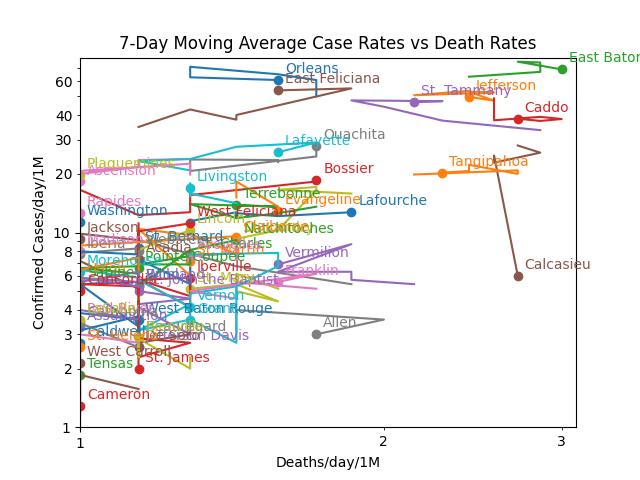 7-Day Moving Average Case Rates vs Death Rates
Confirmed Cases/day/1M
60
40
30
20
10
8
6
4
3
2
1
1
2
3
Deaths/day/1M
East Baton
Orleans
East Feliciana
St. Tammany
Jefferson
Caddo
Ouachita
Lafayette
Tangipahoa
Plaquemines
Ascension
Bossier
Livingston
Terrebonne
Evangeline
Lafourche
Rapides
Washington
West Feliciana
Lincoln
Natchitoches
Jackson
St. Bernard
Iberia
Acadia
Pointe Coupee
Vermilion
Calcasieu
Iberville
Franklin
St. John the Baptist
Vernon
West Baton Rouge
Allen
Assumption
Caldwell
Beauregard
Jefferson Davis
West Carroll
St. James
Tensas
Cameron